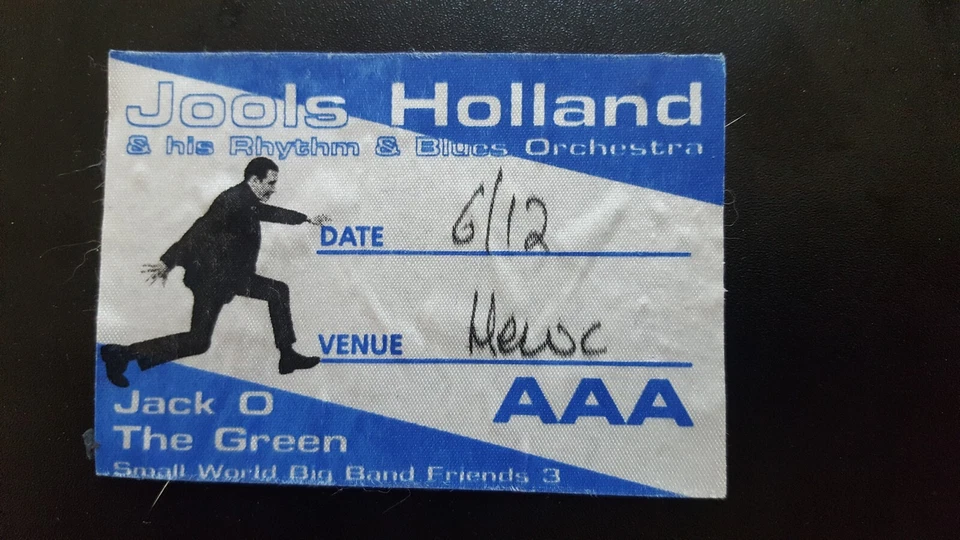 Jools Holland
& his Rhythm & Blues Orchestra
DATE 6/12
VENUE Newc
AAA
Jack O
The Green
Small World Big Band Friends 3